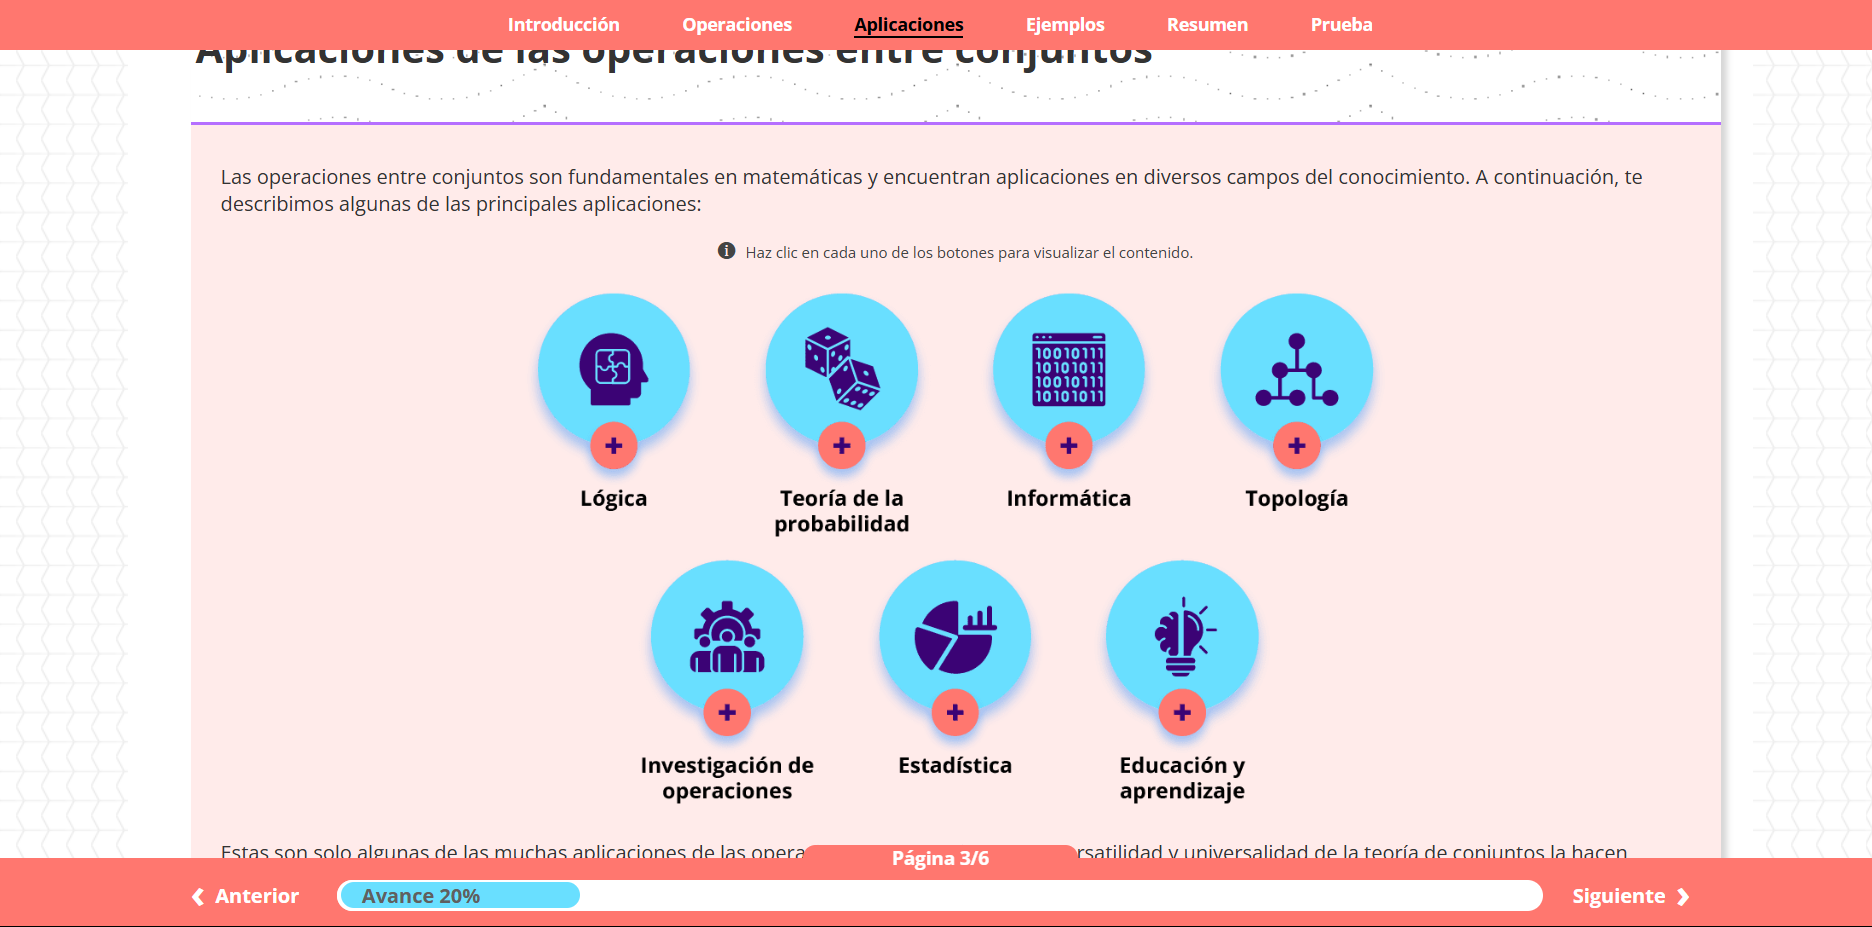 Introducción
Operaciones
Aplicaciones
Ejemplos
Resumen
Prueba
Aplicaciones de las operaciones entre conjuntos
Las operaciones entre conjuntos son fundamentales en matemáticas y encuentran aplicaciones en diversos campos del conocimiento. A continuación, te
describimos algunas de las principales aplicaciones:
Haz clic en cada uno de los botones para visualizar el contenido.
10010111
10101011
10010111
10101011
Lógica
Teoría de la
probabilidad
Informática
Topología
Investigación de
operaciones
Estadística
Educación y
aprendizaje
Estas son solo algunas de las muchas aplicaciones de las opera
rsatilidad y universalidad de la teoría de conjuntos la hacen
Página 3/6
Anterior
Avance 20%
Siguiente